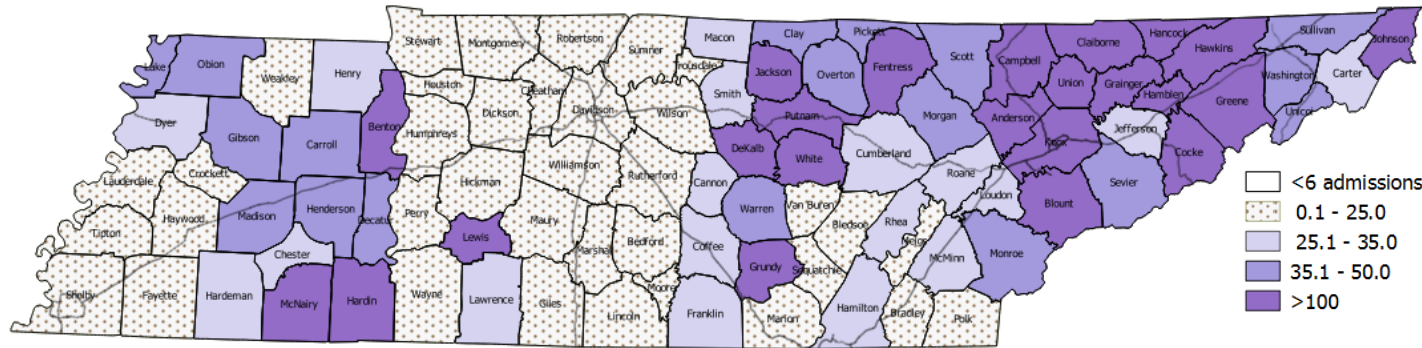 Stewart
Montgomery
Robertson
Sumner
Macon
Clay
Pickett
Scott
Campbell
Claiborne
Hancock
Hawkins
Sullivan
Johnson
Lake
Obion
Weakley
Henry
Houston
Cheatham
Trousdale
Smith
Jackson
Overton
Fentress
Union
Grainger
Hamblen
Greene
Washington
Carter
Unicoi
Dyer
Gibson
Carroll
Benton
Humphreys
Dickson
Davidson
Wilson
Putnam
Morgan
Anderson
Knox
Jefferson
Cocke
Lauderdale
Crockett
Williamson
Rutherford
DeKalb
White
Cumberland
Roane
Loudon
Sevier
Haywood
Madison
Henderson
Decatur
Perry
Hickman
Maury
Cannon
Warren
Van Buren
Bledsoe
Rhea
Meigs
Blount
Tipton
Chester
Lewis
Marshall
Bedford
Coffee
Grundy
Sequatchie
McMinn
Monroe
Shelby
Fayette
Hardeman
McNairy
Hardin
Wayne
Lawrence
Giles
Lincoln
Moore
Franklin
Marion
Hamilton
Bradley
Polk
<6 admissions
0.1 - 25.0
25.1 - 35.0
35.1 - 50.0
>100